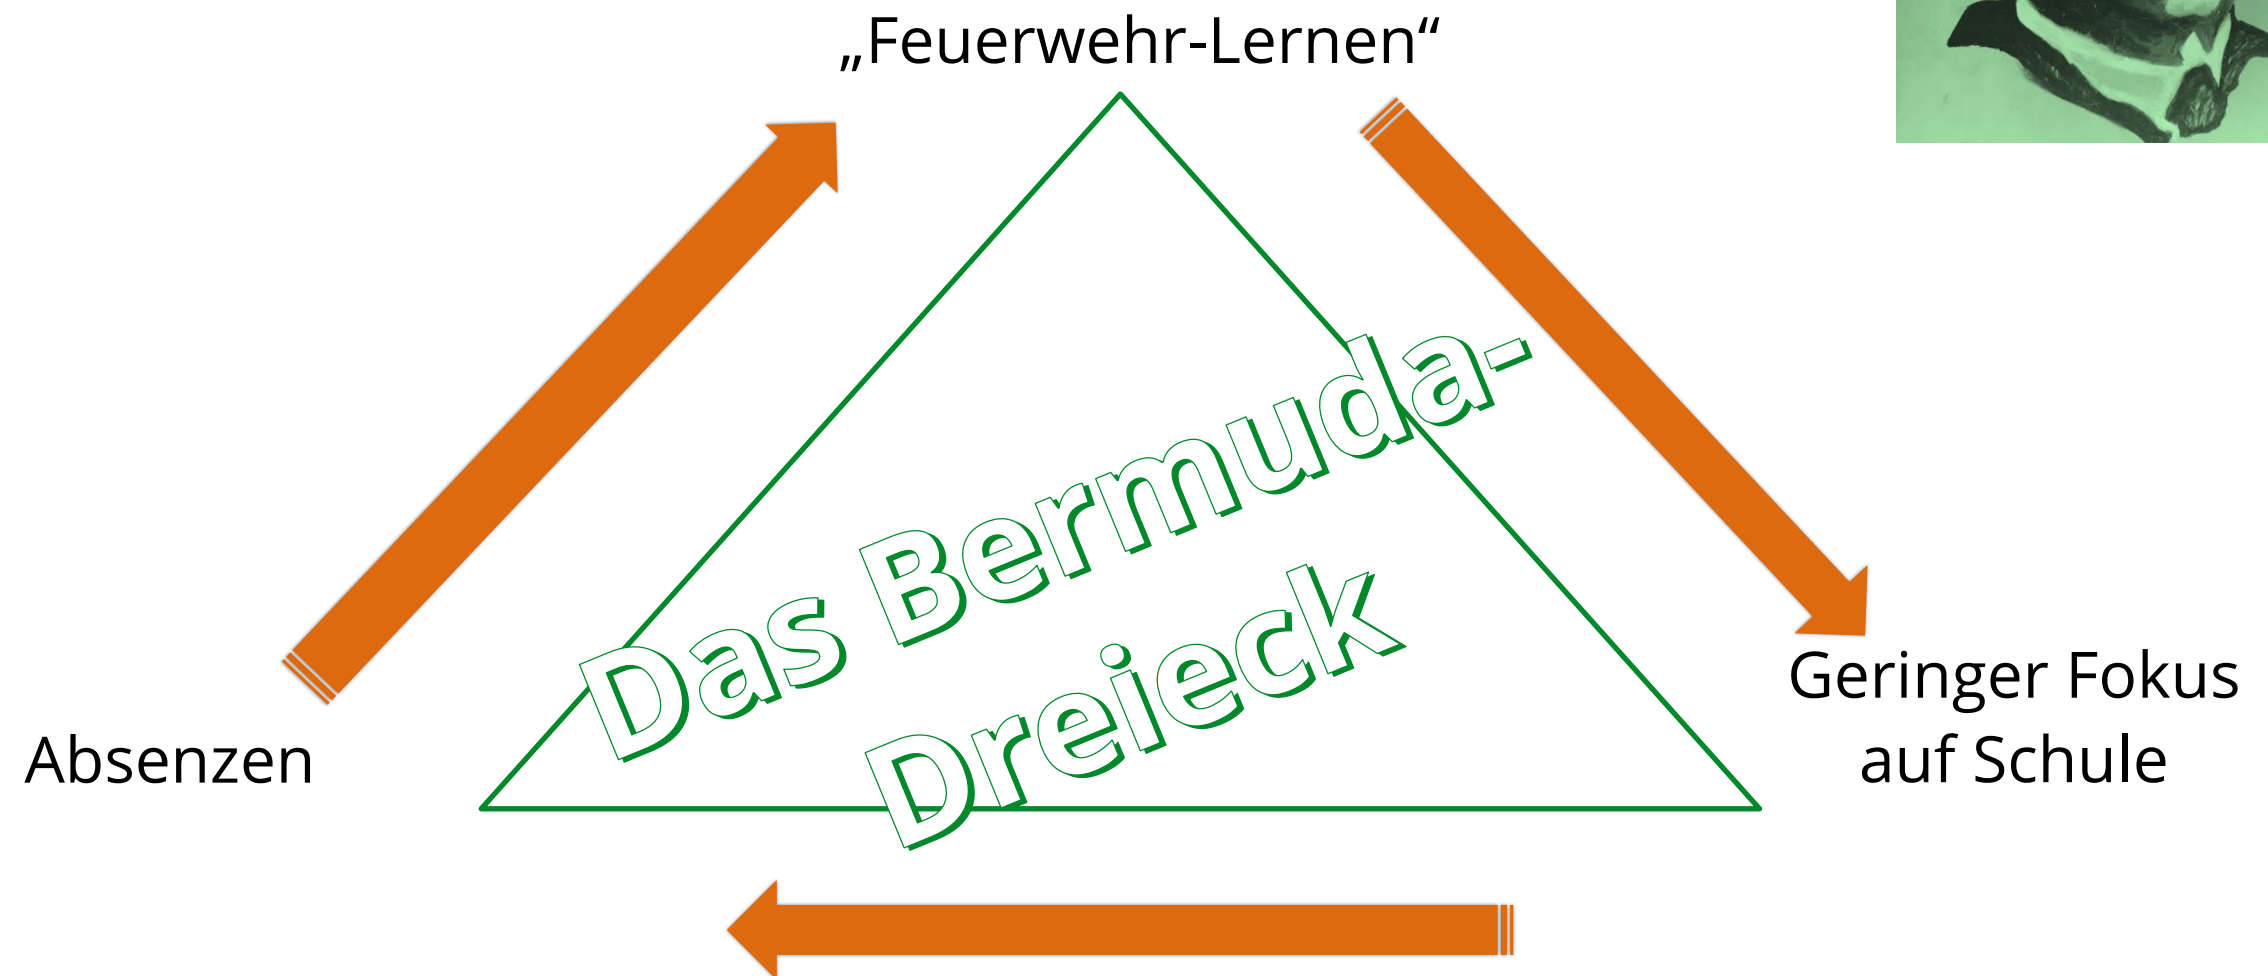 „Feuerwehr-Lernen“
Das Bermuda-
Dreieck
Absenzen
Geringer Fokus
auf Schule